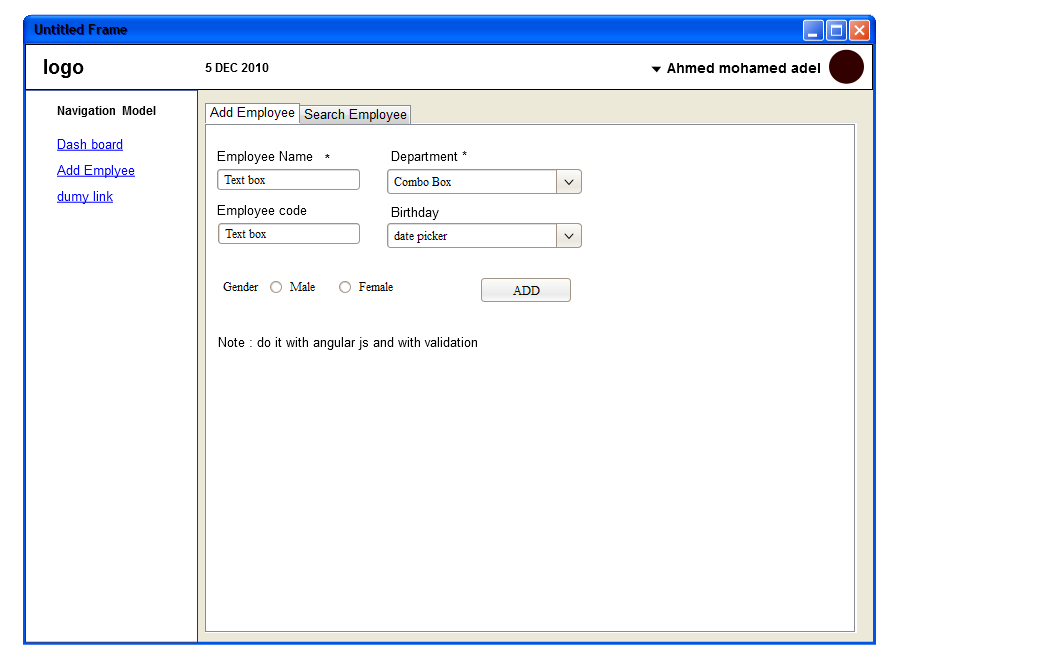 Untitled Frame
logo
5 DEC 2010
Ahmed mohamed adel
Navigation Model
Dash board
Add Emplyee
dumy link
Add Employee
Search Employee
Employee Name *
Department *
Text box
Combo Box
Employee code
Birthday
Text box
date picker
Gender Male Female
ADD
Note : do it with angular js and with validation